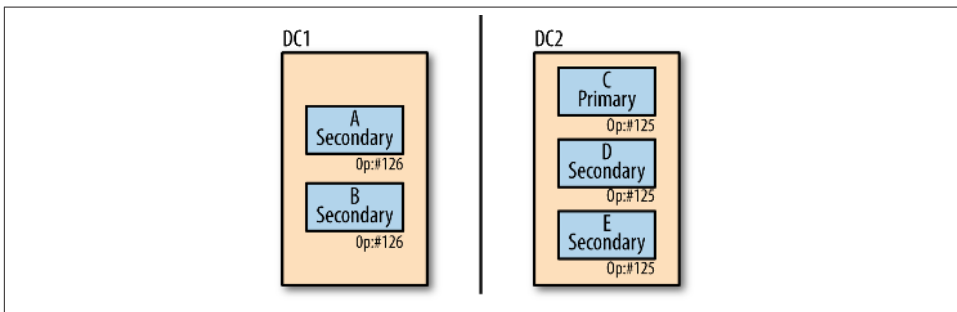 DC1
A
Secondary
Op:#126
B
Secondary
Op:#126
DC2
C
Primary
Op:#125
D
Secondary
Op:#125
E
Secondary
Op:#125